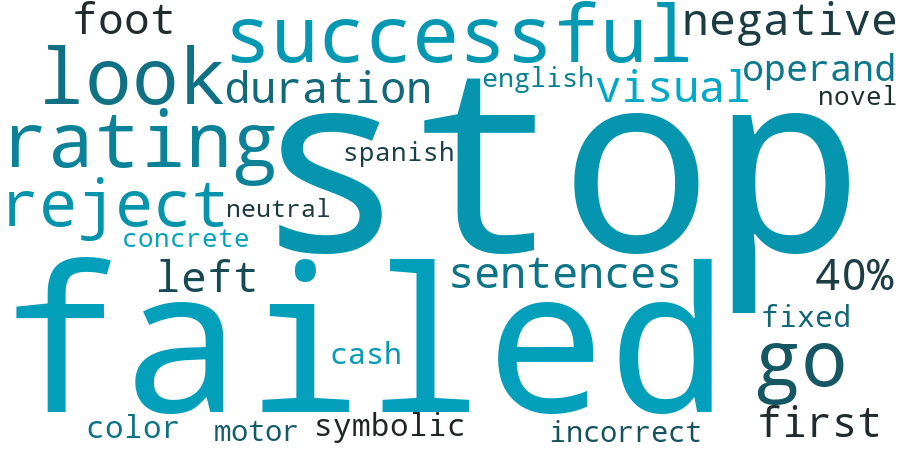 foot
successful
negative
look
duration
english
visual
operand
novel
rating
stop
spanish
reject
neutral
concrete
left
failed
sentences
40%
fixed
cash
go
color
motor
symbolic
incorrect
first